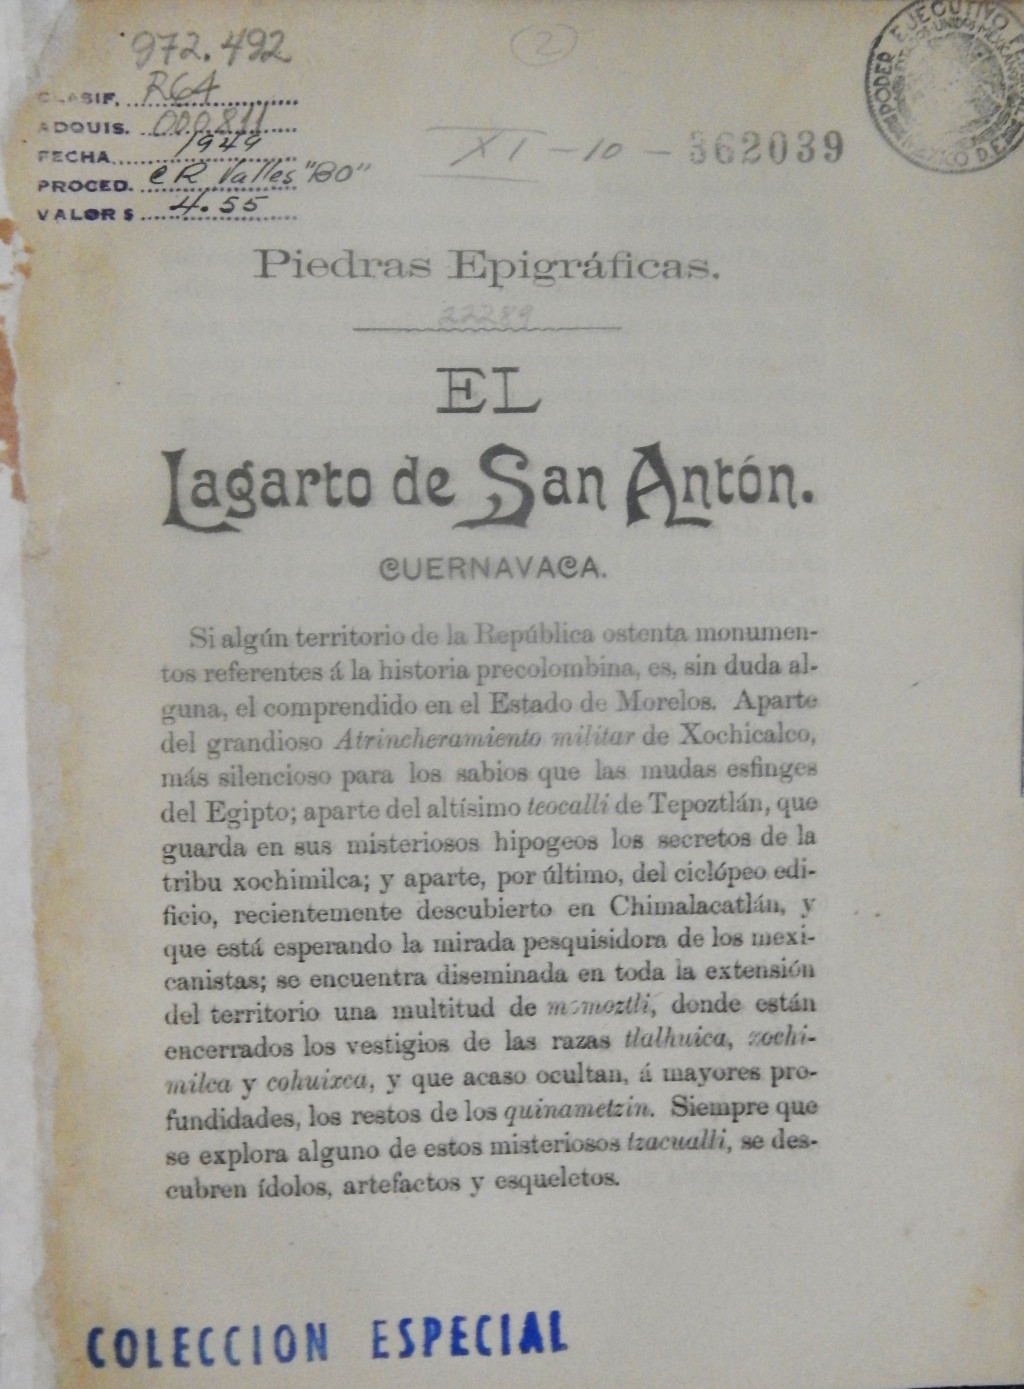 972.492
2
CLASIF. R64
ADQUIS. 000811
FECHA 1949
PROCED. CR Valles "BO"
VALOR $ 4.55
XI - 10 - 362039
PODER EJECUTIVO
Piedras Epigráficas.
22289
EL
Lagarto de San Antón.
CUERNAVACA.
Si algún territorio de la República ostenta monumen-
tos referentes á la historia precolombina, es, sin duda al-
guna, el comprendido en el Estado de Morelos. Aparte
del grandioso Atrincheramiento militar de Xochicalco,
más silencioso para los sabios que las mudas esfinges
del Egipto; aparte del altísimo teocalli de Tepoztlán, que
guarda en sus misteriosos hipogeos los secretos de la
tribu xochimilca; y aparte, por último, del ciclópeo edi-
ficio, recientemente descubierto en Chimalacatlán, y
que está esperando la mirada pesquisidora de los mexi-
canistas; se encuentra diseminada en toda la extensión
del territorio una multitud de momoztli, donde están
encerrados los vestigios de las razas tlalhuica, xochi-
milca y cohuixca, y que acaso ocultan, á mayores pro-
fundidades, los restos de los quinametzin. Siempre que
se explora alguno de estos misteriosos tzacualli, se des-
cubren ídolos, artefactos y esqueletos.
COLECCION ESPECIAL